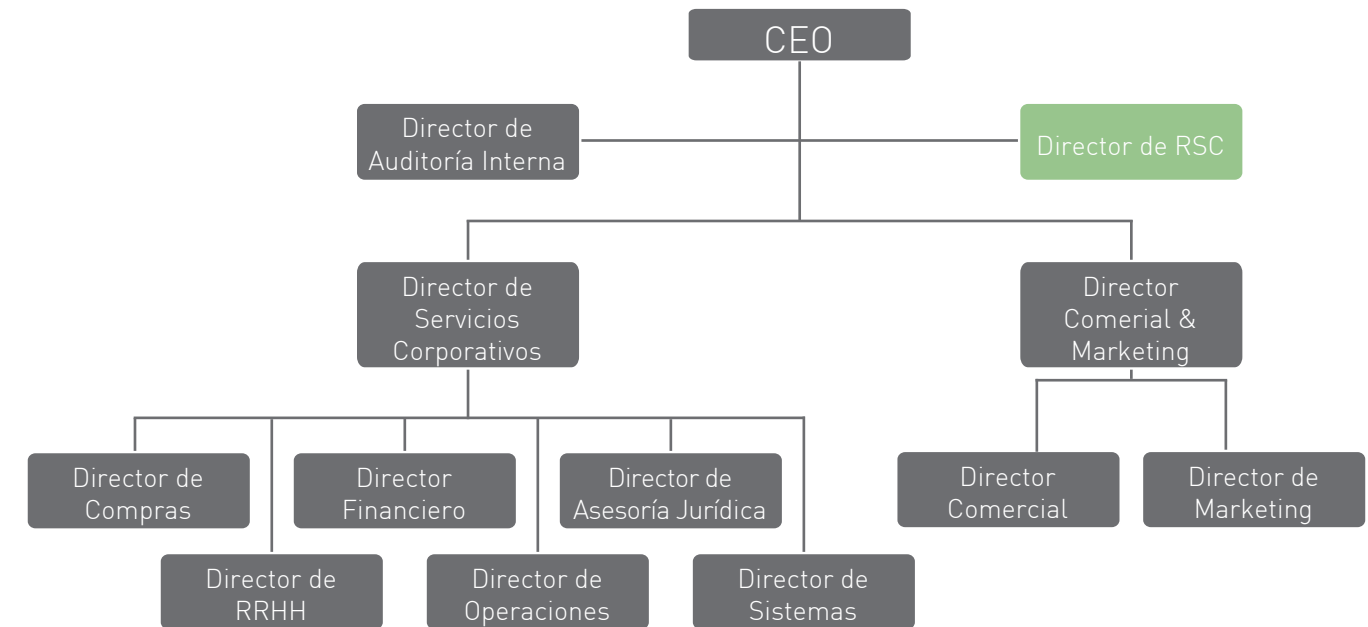 CEO
Director de
Auditoría Interna
Director de RSC
Director de
Servicios
Corporativos
Director
Comerial &
Marketing
Director de
Compras
Director
Financiero
Director de
Asesoría Jurídica
Director
Comercial
Director de
Marketing
Director de
RRHH
Director de
Operaciones
Director de
Sistemas